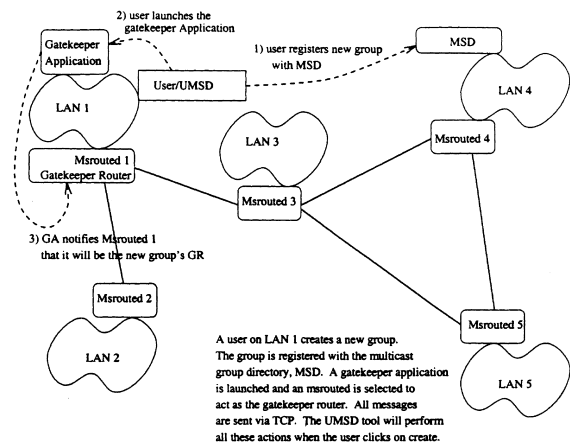 2) user launches the
gatekeeper Application
Gatekeeper
Application
1) user registers new group
with MSD
MSD
User/UMSD
LAN 1
LAN 3
LAN 4
Msrouted 1
Gatekeeper Router
Msrouted 4
Msrouted 3
3) GA notifies Msrouted 1
that it will be the new group's GR
Msrouted 2
Msrouted 5
LAN 2
LAN 5
A user on LAN 1 creates a new group.
The group is registered with the multicast
group directory, MSD. A gatekeeper application
is launched and an msrouted is selected to
act as the gatekeeper router. All messages
are sent via TCP. The UMSD tool will perform
all these actions when the user clicks on create.